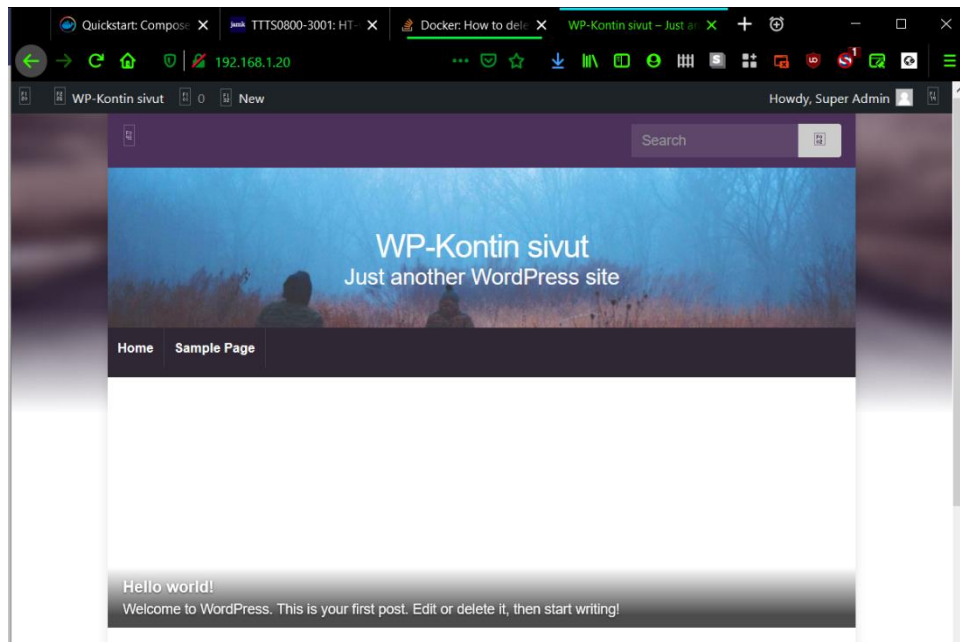 Quickstart: Compose
jamk TTTS0800-3001: HT-
Docker: How to dele
WP-Kontin sivut – Just an
192.168.1.20
WP-Kontin sivut 0 New Howdy, Super Admin
Search
WP-Kontin sivut
Just another WordPress site
Home Sample Page
Hello world!
Welcome to WordPress. This is your first post. Edit or delete it, then start writing!